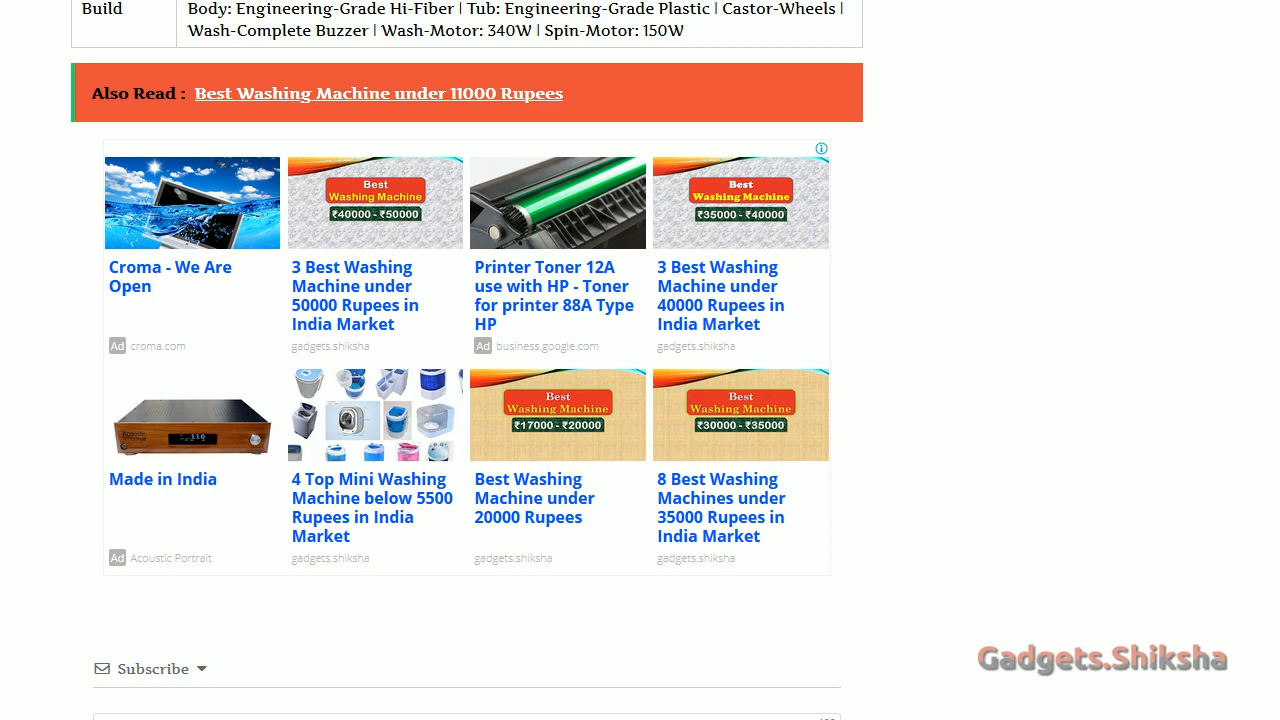 Build
Body: Engineering-Grade Hi-Fiber | Tub: Engineering-Grade Plastic | Castor-Wheels |
Wash-Complete Buzzer | Wash-Motor: 340W | Spin-Motor: 150W
Also Read : Best Washing Machine under 11000 Rupees
Best
Washing Machine
₹40000 - ₹50000
Best
Washing Machine
₹35000 - ₹40000
Croma - We Are
Open
Ad croma.com
3 Best Washing
Machine under
50000 Rupees in
India Market
gadgets.shiksha
Printer Toner 12A
use with HP - Toner
for printer 88A Type
HP
Ad business.google.com
3 Best Washing
Machine under
40000 Rupees in
India Market
gadgets.shiksha
Best
Washing Machine
₹17000 - ₹20000
Best
Washing Machine
₹30000 - ₹35000
Made in India
Ad Acoustic Portrait
4 Top Mini Washing
Machine below 5500
Rupees in India
Market
gadgets.shiksha
Best Washing
Machine under
20000 Rupees
gadgets.shiksha
8 Best Washing
Machines under
35000 Rupees in
India Market
gadgets.shiksha
Subscribe
Gadgets.Shiksha